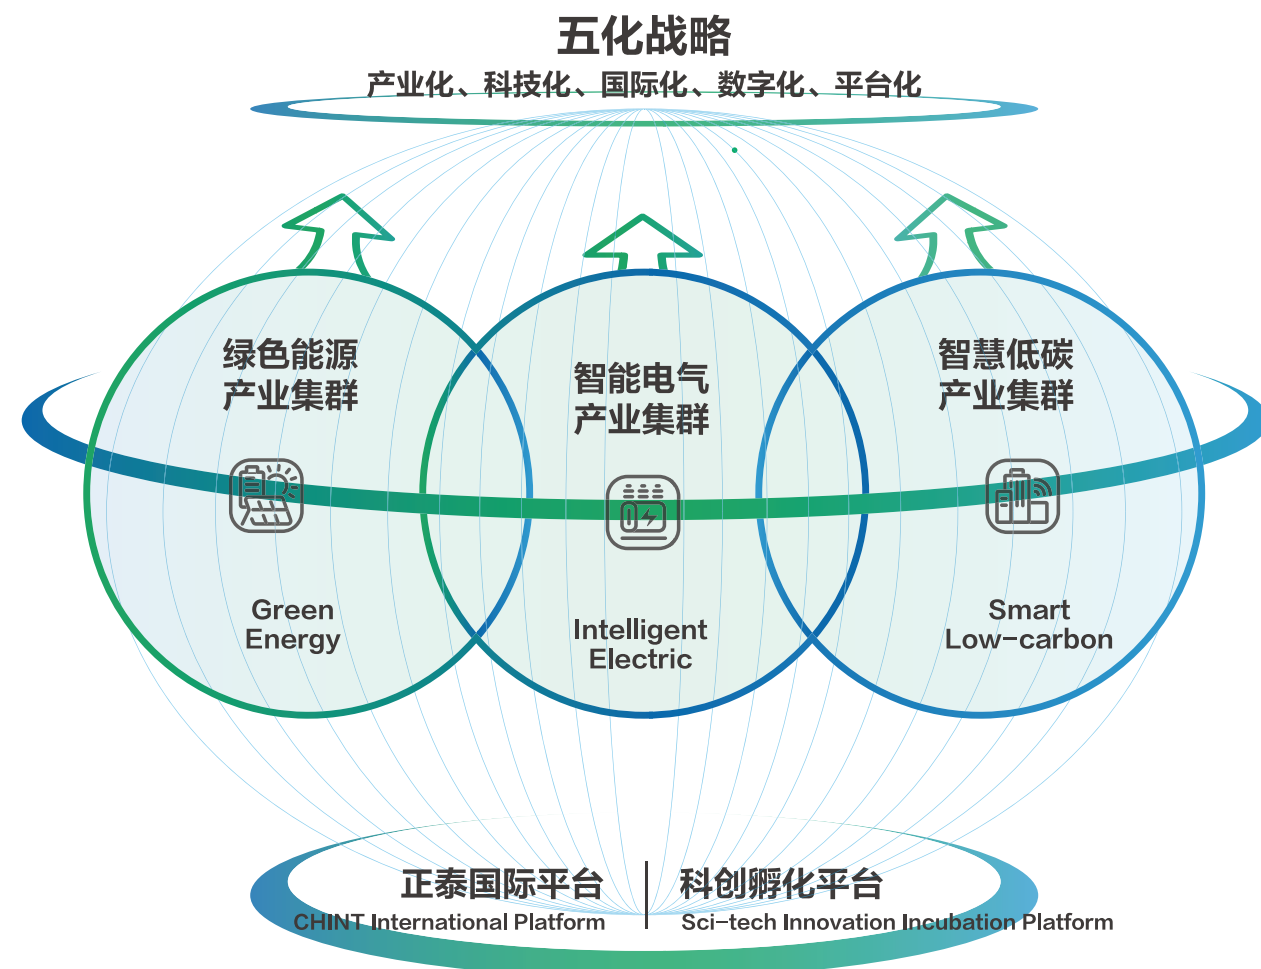 五化战略
产业化、科技化、国际化、数字化、平台化
绿色能源
产业集群
Green
Energy
智能电气
产业集群
Intelligent
Electric
智慧低碳
产业集群
Smart
Low-carbon
正泰国际平台
CHINT International Platform
科创孵化平台
Sci-tech Innovation Incubation Platform